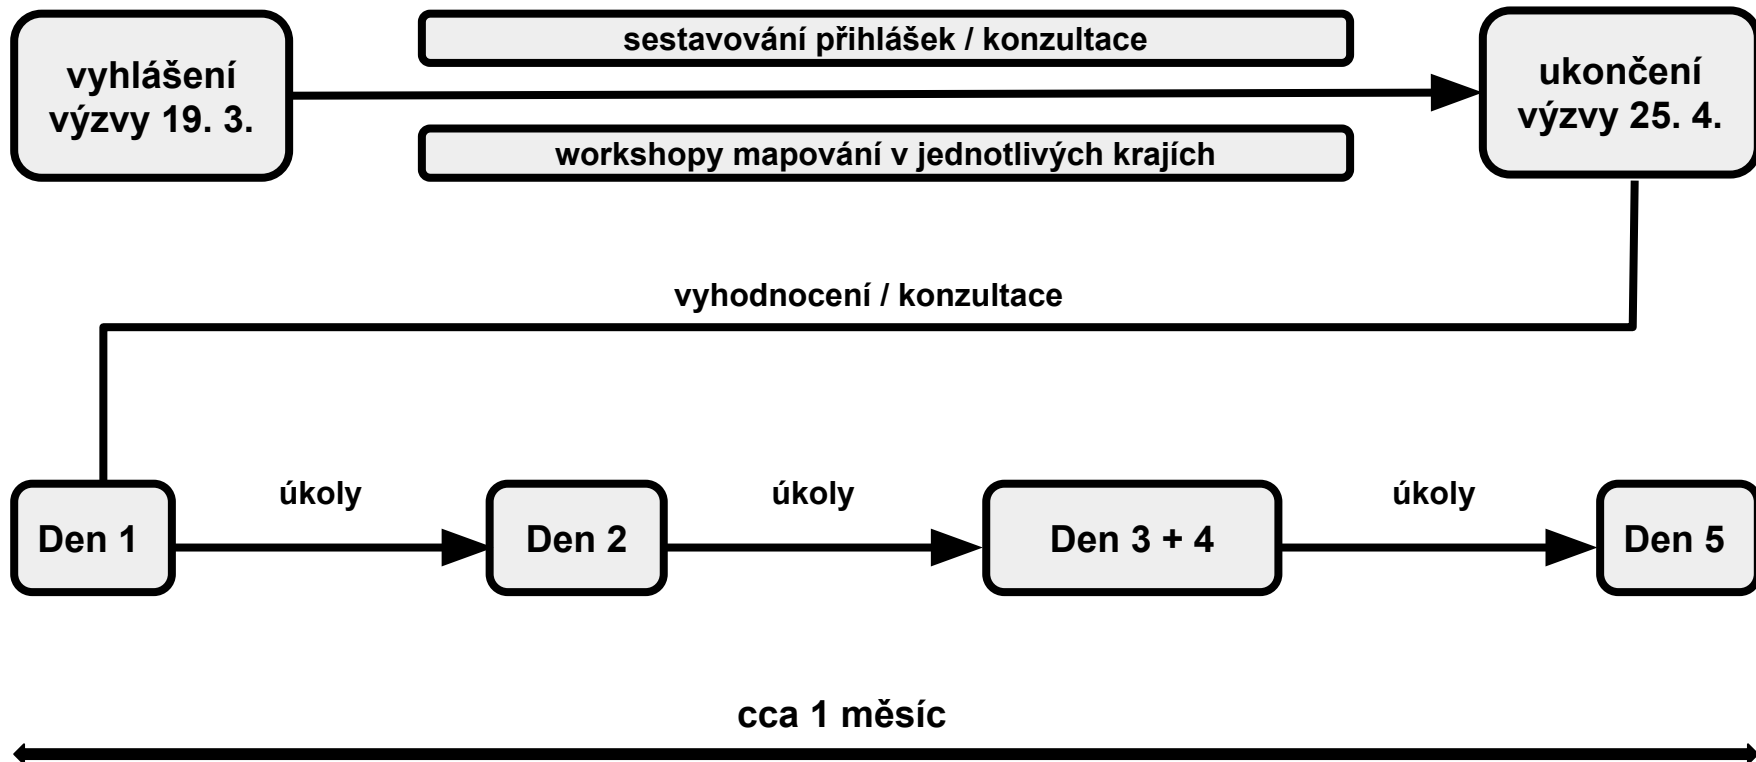 vyhlášení
výzvy 19. 3.
sestavování přihlášek / konzultace
workshopy mapování v jednotlivých krajích
ukončení
výzvy 25. 4.
vyhodnocení / konzultace
Den 1
úkoly
Den 2
úkoly
Den 3 + 4
úkoly
Den 5
cca 1 měsíc